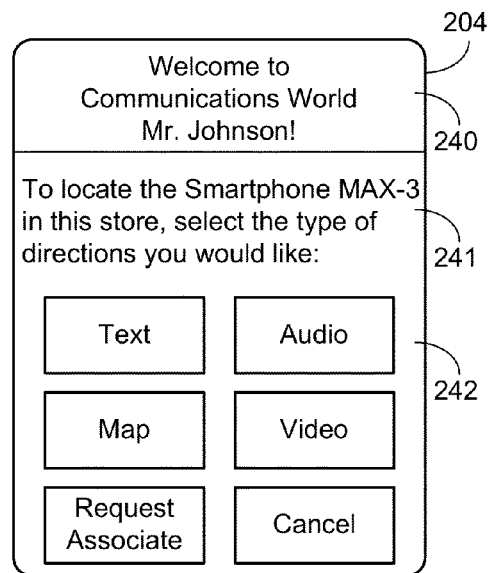 204
Welcome to
Communications World
Mr. Johnson!
240
To locate the Smartphone MAX-3
in this store, select the type of
directions you would like:
241
Text
Audio
242
Map
Video
Request
Associate
Cancel